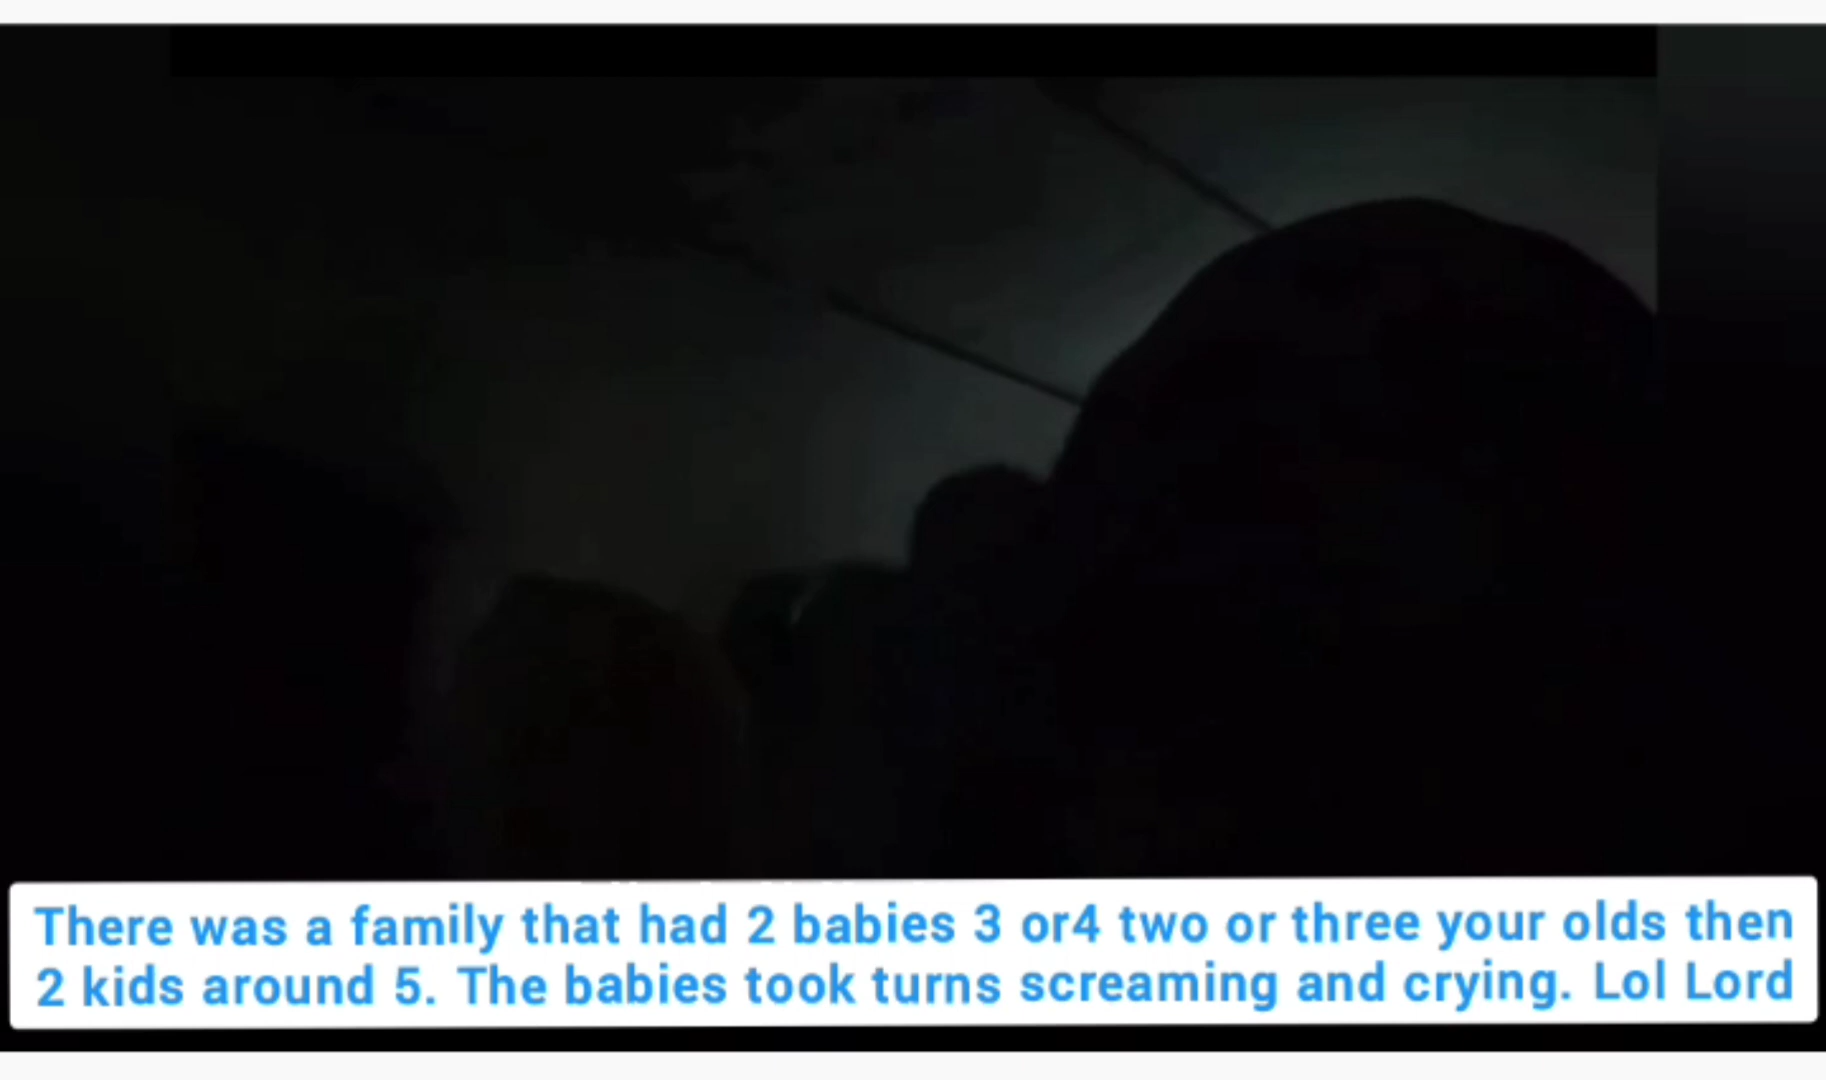 There was a family that had 2 babies 3 or4 two or three your olds then
2 kids around 5. The babies took turns screaming and crying. Lol Lord